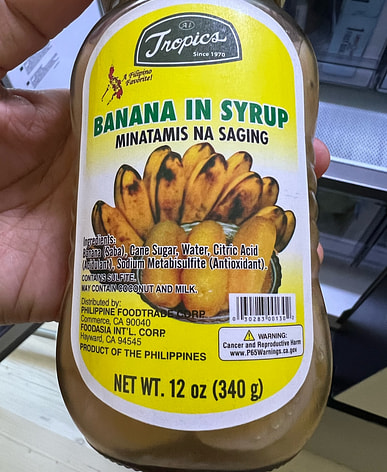 Tropics
Since 1970
A Filipino
Favorite!
BANANA IN SYRUP
MINATAMIS NA SAGING
Ingredients:
Banana (Saba), Cane Sugar, Water, Citric Acid
(Acidulant), Sodium Metabisulfite (Antioxidant).
CONTAINS SULFITE.
MAY CONTAIN COCONUT AND MILK.
Distributed by:
PHILIPPINE FOODTRADE CORP.
Commerce, CA 90040
FOODASIA INT'L. CORP.
Hayward, CA 94545
PRODUCT OF THE PHILIPPINES
WARNING:
Cancer and Reproductive Harm
www.P65Warnings.ca.gov
NET WT. 12 oz (340 g)